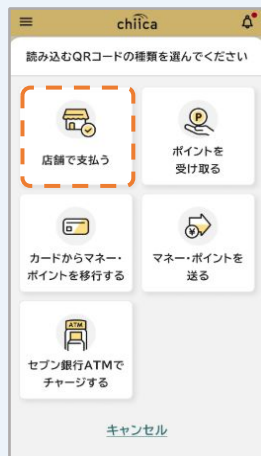 chiica
読み込むQRコードの種類を選んでください
店舗で支払う
P
ポイントを
受け取る
カードからマネー・
ポイントを移行する
¥
マネー・ポイントを
送る
ATM
セブン銀行ATMで
チャージする
キャンセル